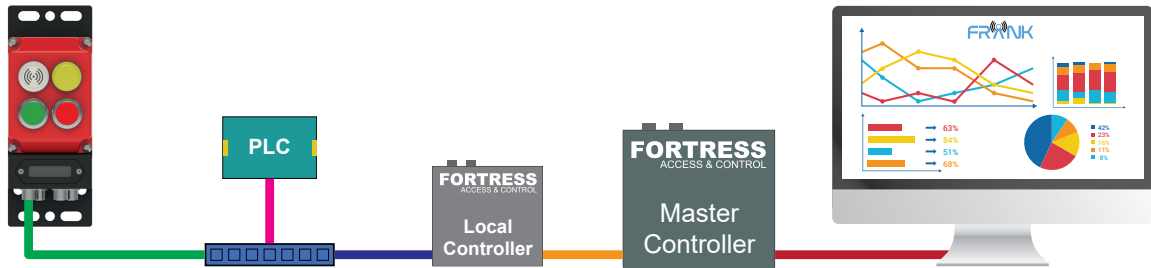 FRANK
PLC
FORTRESS
ACCESS & CONTROL
Local
Controller
FORTRESS
ACCESS & CONTROL
Master
Controller
63%
84%
51%
68%
42%
23%
16%
11%
8%